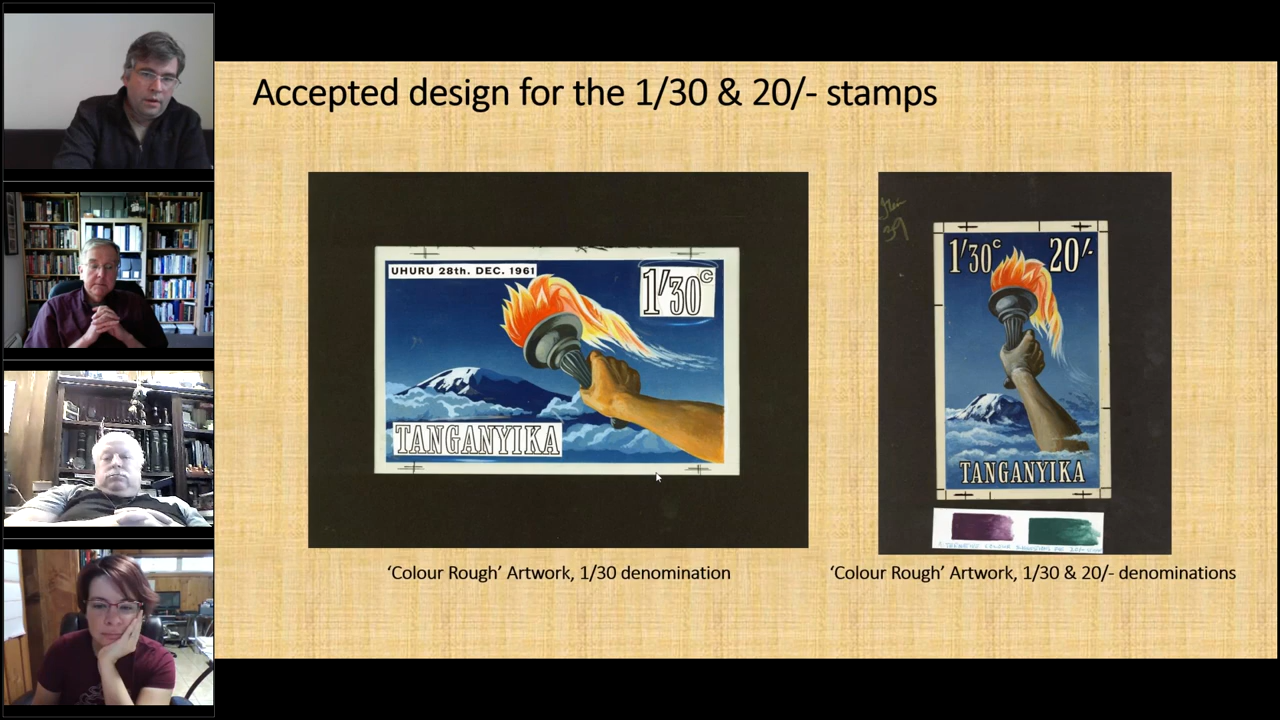 Accepted design for the 1/30 & 20/- stamps
UHURU 28th. DEC. 1961
1/30c
TANGANYIKA
1/30c 20/-
TANGANYIKA
'Colour Rough' Artwork, 1/30 denomination
'Colour Rough' Artwork, 1/30 & 20/- denominations